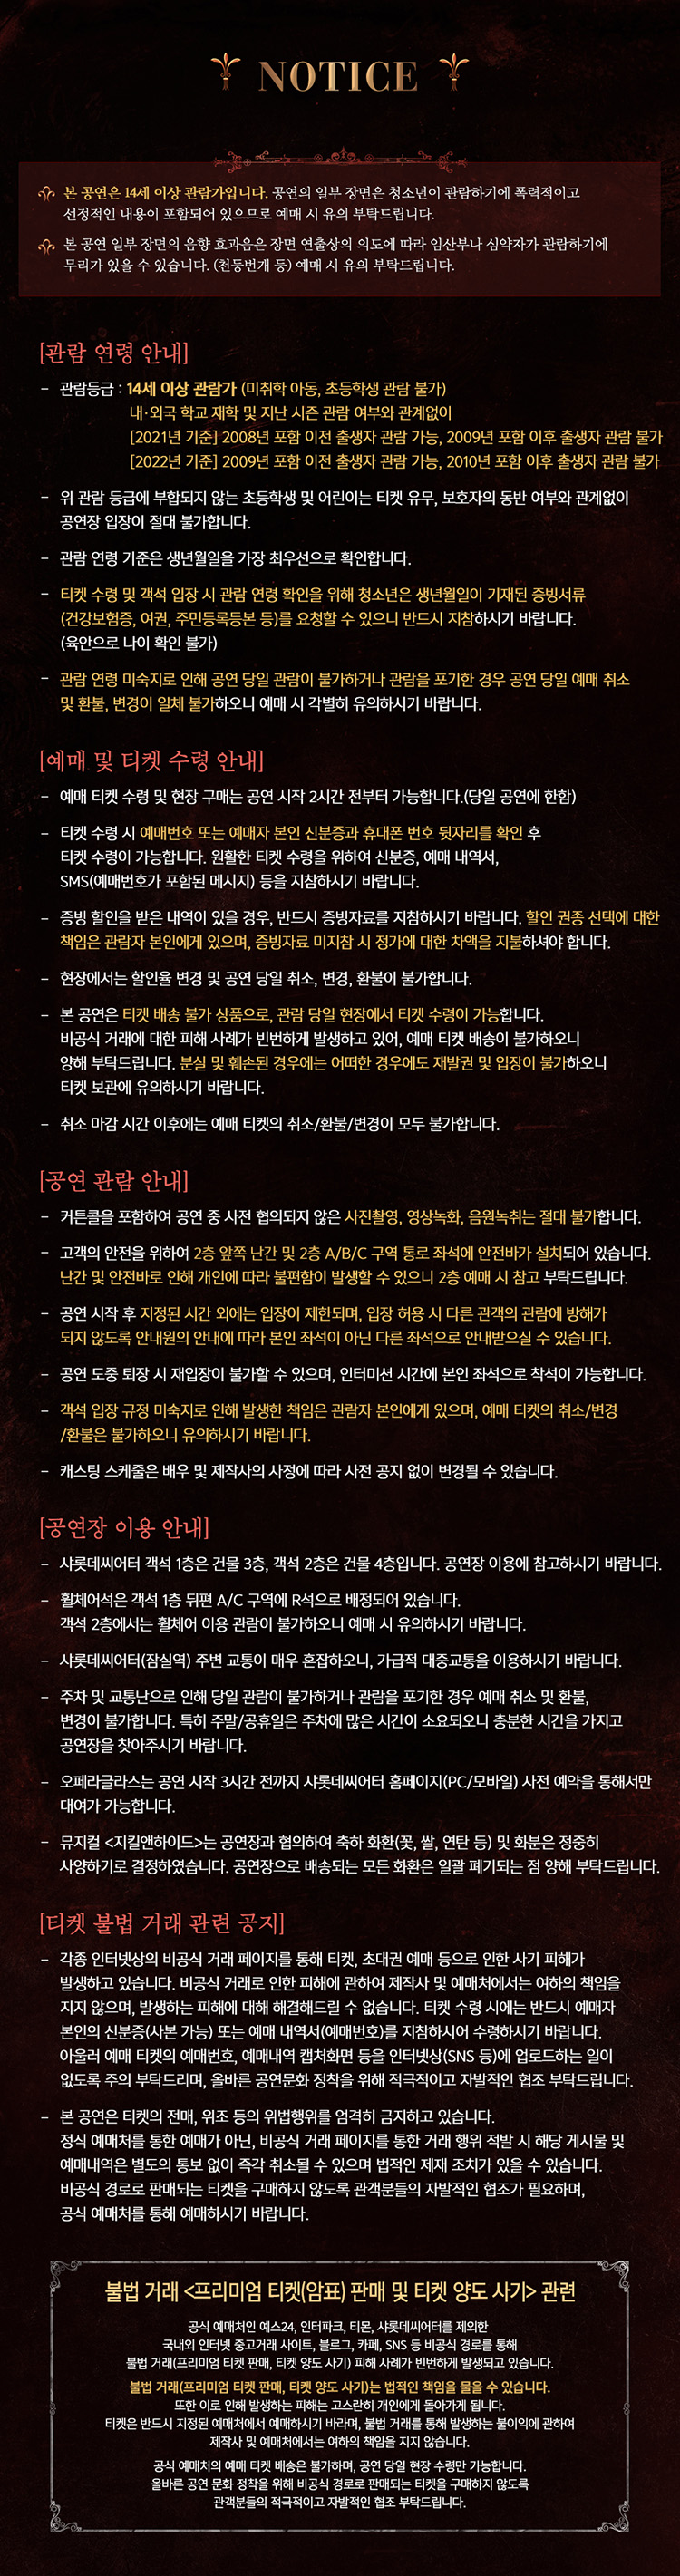 NOTICE
본 공연은 14세 이상 관람가입니다. 공연의 일부 장면은 청소년이 관람하기에 폭력적이고
선정적인 내용이 포함되어 있으므로 예매 시 유의 부탁드립니다.
본 공연 일부 장면의 음향 효과음은 장면 연출상의 의도에 따라 임산부나 심약자가 관람하기에
무리가 있을 수 있습니다. (천둥번개 등) 예매 시 유의 부탁드립니다.
[관람 연령 안내]
- 관람등급 : 14세 이상 관람가 (미취학 아동, 초등학생 관람 불가)
내·외국 학교 재학 및 지난 시즌 관람 여부와 관계없이
[2021년 기준] 2008년 포함 이전 출생자 관람 가능, 2009년 포함 이후 출생자 관람 불가
[2022년 기준] 2009년 포함 이전 출생자 관람 가능, 2010년 포함 이후 출생자 관람 불가
- 위 관람 등급에 부합되지 않는 초등학생 및 어린이는 티켓 유무, 보호자의 동반 여부와 관계없이
공연장 입장이 절대 불가합니다.
- 관람 연령 기준은 생년월일을 가장 최우선으로 확인합니다.
- 티켓 수령 및 객석 입장 시 관람 연령 확인을 위해 청소년은 생년월일이 기재된 증빙서류
(건강보험증, 여권, 주민등록등본 등)를 요청할 수 있으니 반드시 지참하시기 바랍니다.
(육안으로 나이 확인 불가)
- 관람 연령 미숙지로 인해 공연 당일 관람이 불가하거나 관람을 포기한 경우 공연 당일 예매 취소
및 환불, 변경이 일체 불가하오니 예매 시 각별히 유의하시기 바랍니다.
[예매 및 티켓 수령 안내]
- 예매 티켓 수령 및 현장 구매는 공연 시작 2시간 전부터 가능합니다.(당일 공연에 한함)
- 티켓 수령 시 예매번호 또는 예매자 본인 신분증과 휴대폰 번호 뒷자리를 확인 후
티켓 수령이 가능합니다. 원활한 티켓 수령을 위하여 신분증, 예매 내역서,
SMS(예매번호가 포함된 메시지) 등을 지참하시기 바랍니다.
- 증빙 할인을 받은 내역이 있을 경우, 반드시 증빙자료를 지참하시기 바랍니다. 할인 권종 선택에 대한
책임은 관람자 본인에게 있으며, 증빙자료 미지참 시 정가에 대한 차액을 지불하셔야 합니다.
- 현장에서는 할인율 변경 및 공연 당일 취소, 변경, 환불이 불가합니다.
- 본 공연은 티켓 배송 불가 상품으로, 관람 당일 현장에서 티켓 수령이 가능합니다.
비공식 거래에 대한 피해 사례가 빈번하게 발생하고 있어, 예매 티켓 배송이 불가하오니
양해 부탁드립니다. 분실 및 훼손된 경우에는 어떠한 경우에도 재발권 및 입장이 불가하오니
티켓 보관에 유의하시기 바랍니다.
- 취소 마감 시간 이후에는 예매 티켓의 취소/환불/변경이 모두 불가합니다.
[공연 관람 안내]
- 커튼콜을 포함하여 공연 중 사전 협의되지 않은 사진촬영, 영상녹화, 음원녹취는 절대 불가합니다.
- 고객의 안전을 위하여 2층 앞쪽 난간 및 2층 A/B/C 구역 통로 좌석에 안전바가 설치되어 있습니다.
난간 및 안전바로 인해 개인에 따라 불편함이 발생할 수 있으니 2층 예매 시 참고 부탁드립니다.
- 공연 시작 후 지정된 시간 외에는 입장이 제한되며, 입장 허용 시 다른 관객의 관람에 방해가
되지 않도록 안내원의 안내에 따라 본인 좌석이 아닌 다른 좌석으로 안내받으실 수 있습니다.
- 공연 도중 퇴장 시 재입장이 불가할 수 있으며, 인터미션 시간에 본인 좌석으로 착석이 가능합니다.
- 객석 입장 규정 미숙지로 인해 발생한 책임은 관람자 본인에게 있으며, 예매 티켓의 취소/변경
/환불은 불가하오니 유의하시기 바랍니다.
- 캐스팅 스케줄은 배우 및 제작사의 사정에 따라 사전 공지 없이 변경될 수 있습니다.
[공연장 이용 안내]
- 샤롯데씨어터 객석 1층은 건물 3층, 객석 2층은 건물 4층입니다. 공연장 이용에 참고하시기 바랍니다.
- 휠체어석은 객석 1층 뒤편 A/C 구역에 R석으로 배정되어 있습니다.
객석 2층에서는 휠체어 이용 관람이 불가하오니 예매 시 유의하시기 바랍니다.
- 샤롯데씨어터(잠실역) 주변 교통이 매우 혼잡하오니, 가급적 대중교통을 이용하시기 바랍니다.
- 주차 및 교통난으로 인해 당일 관람이 불가하거나 관람을 포기한 경우 예매 취소 및 환불,
변경이 불가합니다. 특히 주말/공휴일은 주차에 많은 시간이 소요되오니 충분한 시간을 가지고
공연장을 찾아주시기 바랍니다.
- 오페라글라스는 공연 시작 3시간 전까지 샤롯데씨어터 홈페이지(PC/모바일) 사전 예약을 통해서만
대여가 가능합니다.
- 뮤지컬 <지킬앤하이드>는 공연장과 협의하여 축하 화환(꽃, 쌀, 연탄 등) 및 화분은 정중히
사양하기로 결정하였습니다. 공연장으로 배송되는 모든 화환은 일괄 폐기되는 점 양해 부탁드립니다.
[티켓 불법 거래 관련 공지]
- 각종 인터넷상의 비공식 거래 페이지를 통해 티켓, 초대권 예매 등으로 인한 사기 피해가
발생하고 있습니다. 비공식 거래로 인한 피해에 관하여 제작사 및 예매처에서는 여하의 책임을
지지 않으며, 발생하는 피해에 대해 해결해드릴 수 없습니다. 티켓 수령 시에는 반드시 예매자
본인의 신분증(사본 가능) 또는 예매 내역서(예매번호)를 지참하시어 수령하시기 바랍니다.
아울러 예매 티켓의 예매번호, 예매내역 캡처화면 등을 인터넷상(SNS 등)에 업로드하는 일이
없도록 주의 부탁드리며, 올바른 공연문화 정착을 위해 적극적이고 자발적인 협조 부탁드립니다.
- 본 공연은 티켓의 전매, 위조 등의 위법행위를 엄격히 금지하고 있습니다.
정식 예매처를 통한 예매가 아닌, 비공식 거래 페이지를 통한 거래 행위 적발 시 해당 게시물 및
예매내역은 별도의 통보 없이 즉각 취소될 수 있으며 법적인 제재 조치가 있을 수 있습니다.
비공식 경로로 판매되는 티켓을 구매하지 않도록 관객분들의 자발적인 협조가 필요하며,
공식 예매처를 통해 예매하시기 바랍니다.
불법 거래 <프리미엄 티켓(암표) 판매 및 티켓 양도 사기> 관련
공식 예매처인 예스24, 인터파크, 티몬, 샤롯데씨어터를 제외한
국내외 인터넷 중고거래 사이트, 블로그, 카페, SNS 등 비공식 경로를 통해
불법 거래(프리미엄 티켓 판매, 티켓 양도 사기) 피해 사례가 빈번하게 발생되고 있습니다.
불법 거래(프리미엄 티켓 판매, 티켓 양도 사기)는 법적인 책임을 물을 수 있습니다.
또한 이로 인해 발생하는 피해는 고스란히 개인에게 돌아가게 됩니다.
티켓은 반드시 지정된 예매처에서 예매하시기 바라며, 불법 거래를 통해 발생하는 불이익에 관하여
제작사 및 예매처에서는 여하의 책임을 지지 않습니다.
공식 예매처의 예매 티켓 배송은 불가하며, 공연 당일 현장 수령만 가능합니다.
올바른 공연 문화 정착을 위해 비공식 경로로 판매되는 티켓을 구매하지 않도록
관객분들의 적극적이고 자발적인 협조 부탁드립니다.